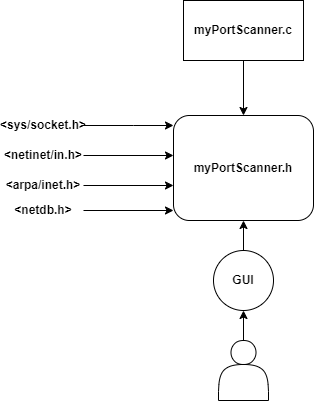 myPortScanner.c
<sys/socket.h>
<netinet/in.h>
myPortScanner.h
<arpa/inet.h>
<netdb.h>
GUI